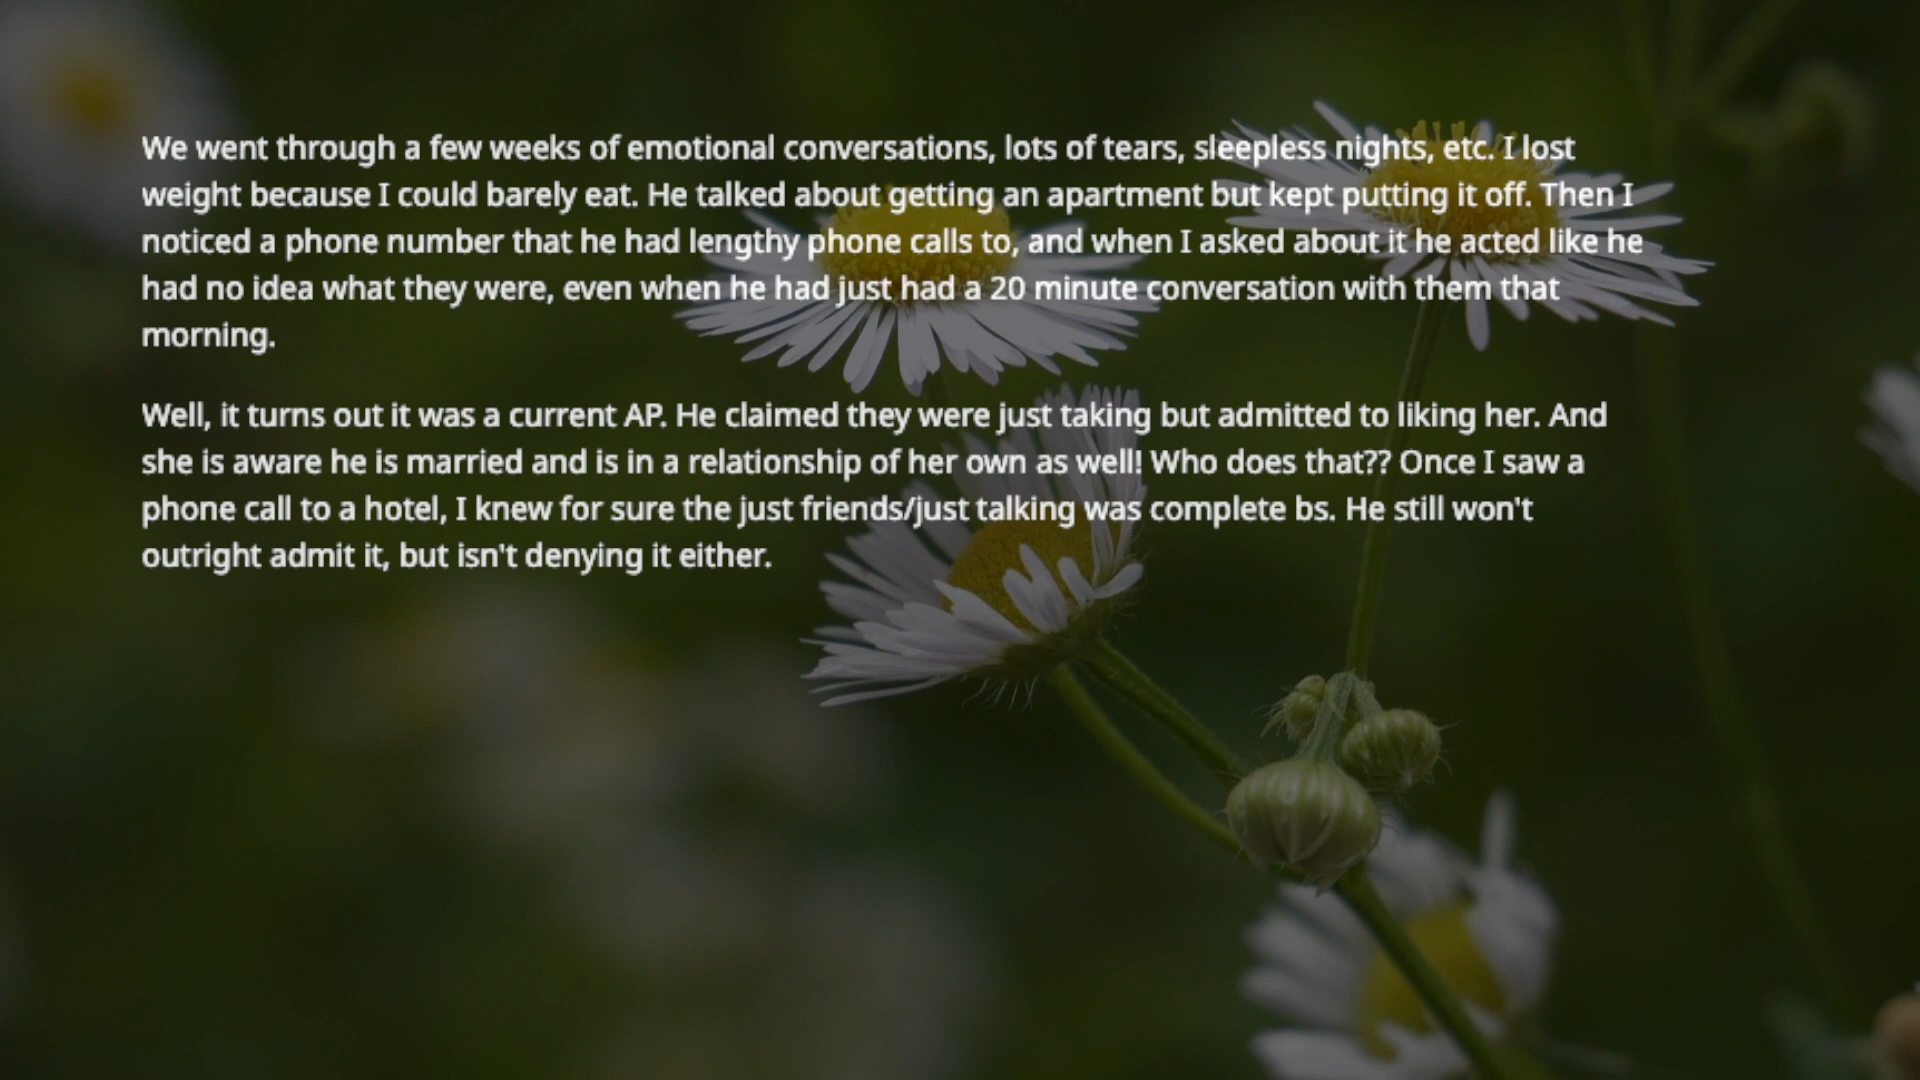 We went through a few weeks of emotional conversations, lots of tears, sleepless nights, etc. I lost
weight because I could barely eat. He talked about getting an apartment but kept putting it off. Then I
noticed a phone number that he had lengthy phone calls to, and when I asked about it he acted like he
had no idea what they were, even when he had just had a 20 minute conversation with them that
morning.
Well, it turns out it was a current AP. He claimed they were just taking but admitted to liking her. And
she is aware he is married and is in a relationship of her own as well! Who does that?? Once I saw a
phone call to a hotel, I knew for sure the just friends/just talking was complete bs. He still won't
outright admit it, but isn't denying it either.